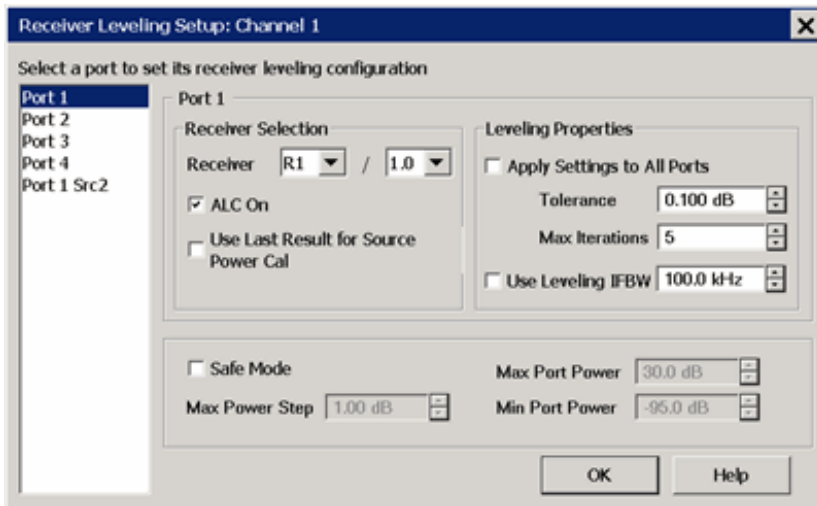 Receiver Leveling Setup: Channel 1
Select a port to set its receiver leveling configuration
Port 1
Port 2
Port 3
Port 4
Port 1 Src2
Port 1
Receiver Selection
Receiver R1 / 1.0
ALC On
Use Last Result for Source
Power Cal
Leveling Properties
Apply Settings to All Ports
Tolerance 0.100 dB
Max Iterations 5
Use Leveling IFBW 100.0 kHz
Safe Mode
Max Power Step 1.00 dB
Max Port Power 30.0 dB
Min Port Power -95.0 dB
OK Help